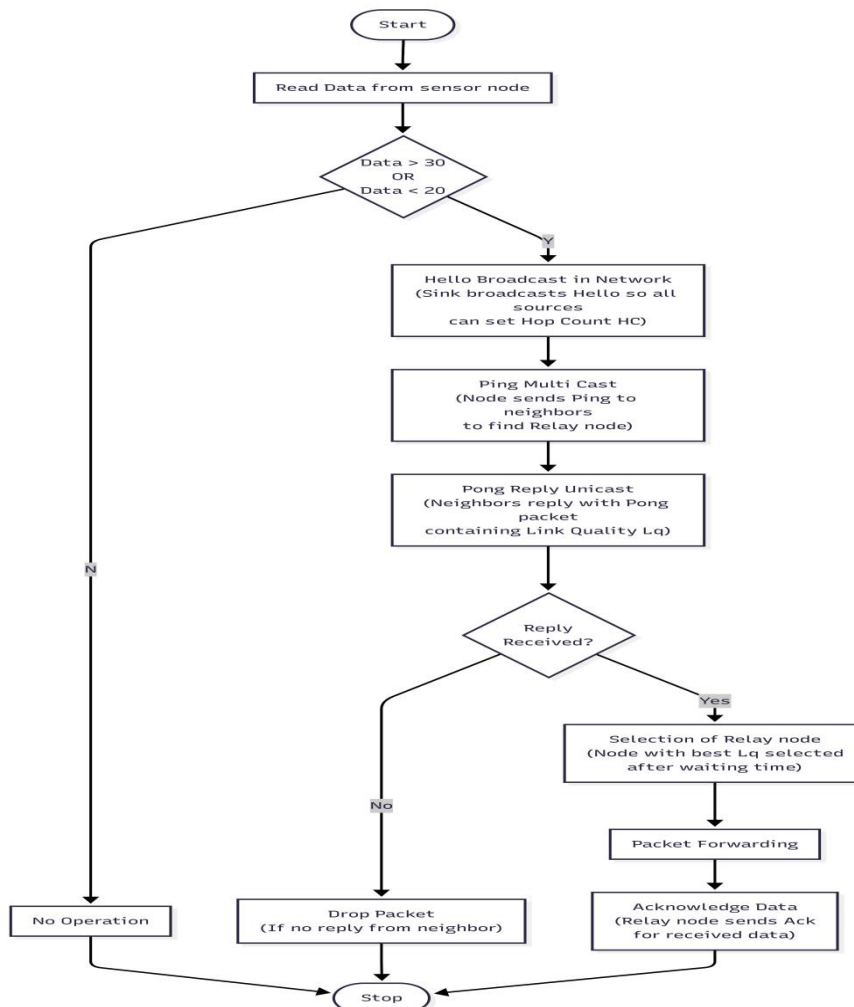 Start
Read Data from sensor node
Data > 30
OR
Data < 20
Y
Hello Broadcast in Network
(Sink broadcasts Hello so all
sources
can set Hop Count HC)
Ping Multi Cast
(Node sends Ping to
neighbors
to find Relay node)
Pong Reply Unicast
(Neighbors reply with Pong
packet
containing Link Quality Lq)
N
Reply
Received?
Yes
Selection of Relay node
(Node with best Lq selected
after waiting time)
No
Packet Forwarding
No Operation
Drop Packet
(If no reply from neighbor)
Acknowledge Data
(Relay node sends Ack
for received data)
Stop